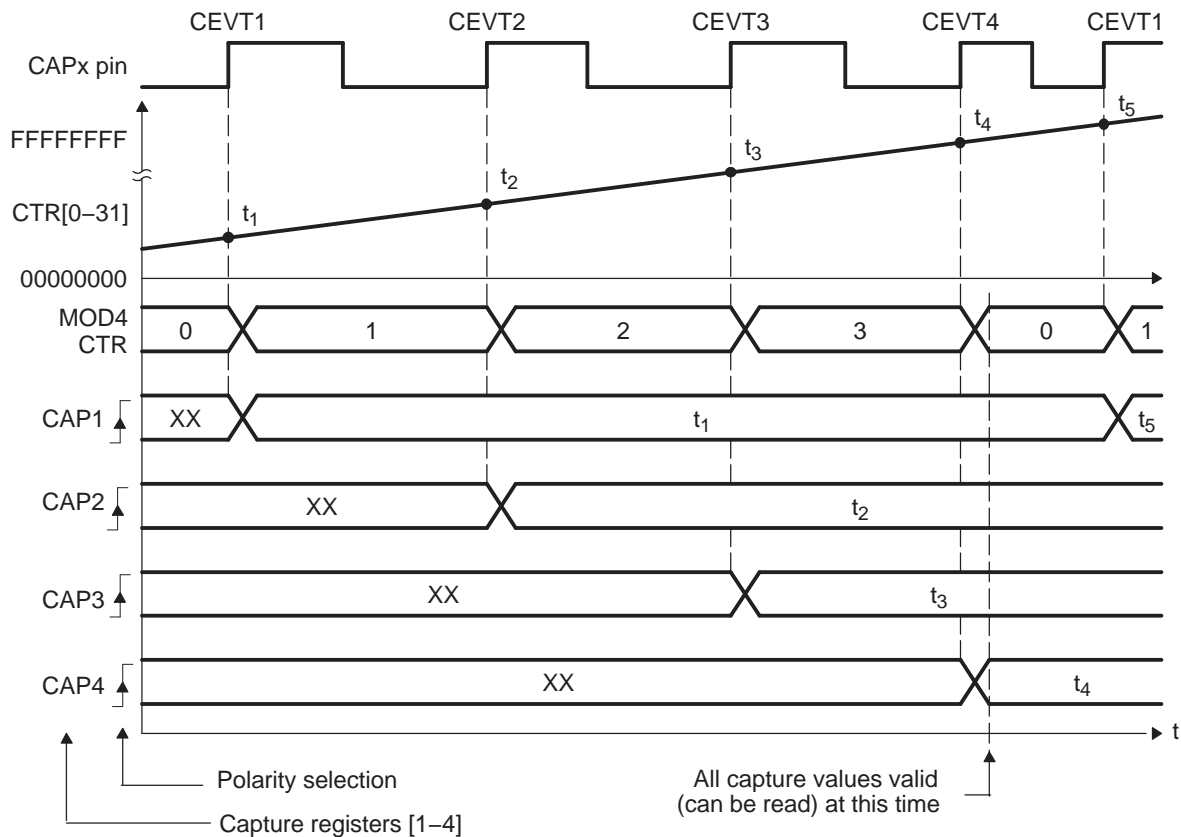 CEVT1 CEVT2 CEVT3 CEVT4 CEVT1
CAPx pin
FFFFFFFF
t5
t4
t3
t2
CTR[0−31]
t1
00000000
MOD4
CTR
0 1 2 3 0 1
CAP1 XX t1 t5
CAP2 XX t2
CAP3 XX t3
CAP4 XX t4
t
Polarity selection
Capture registers [1−4]
All capture values valid
(can be read) at this time